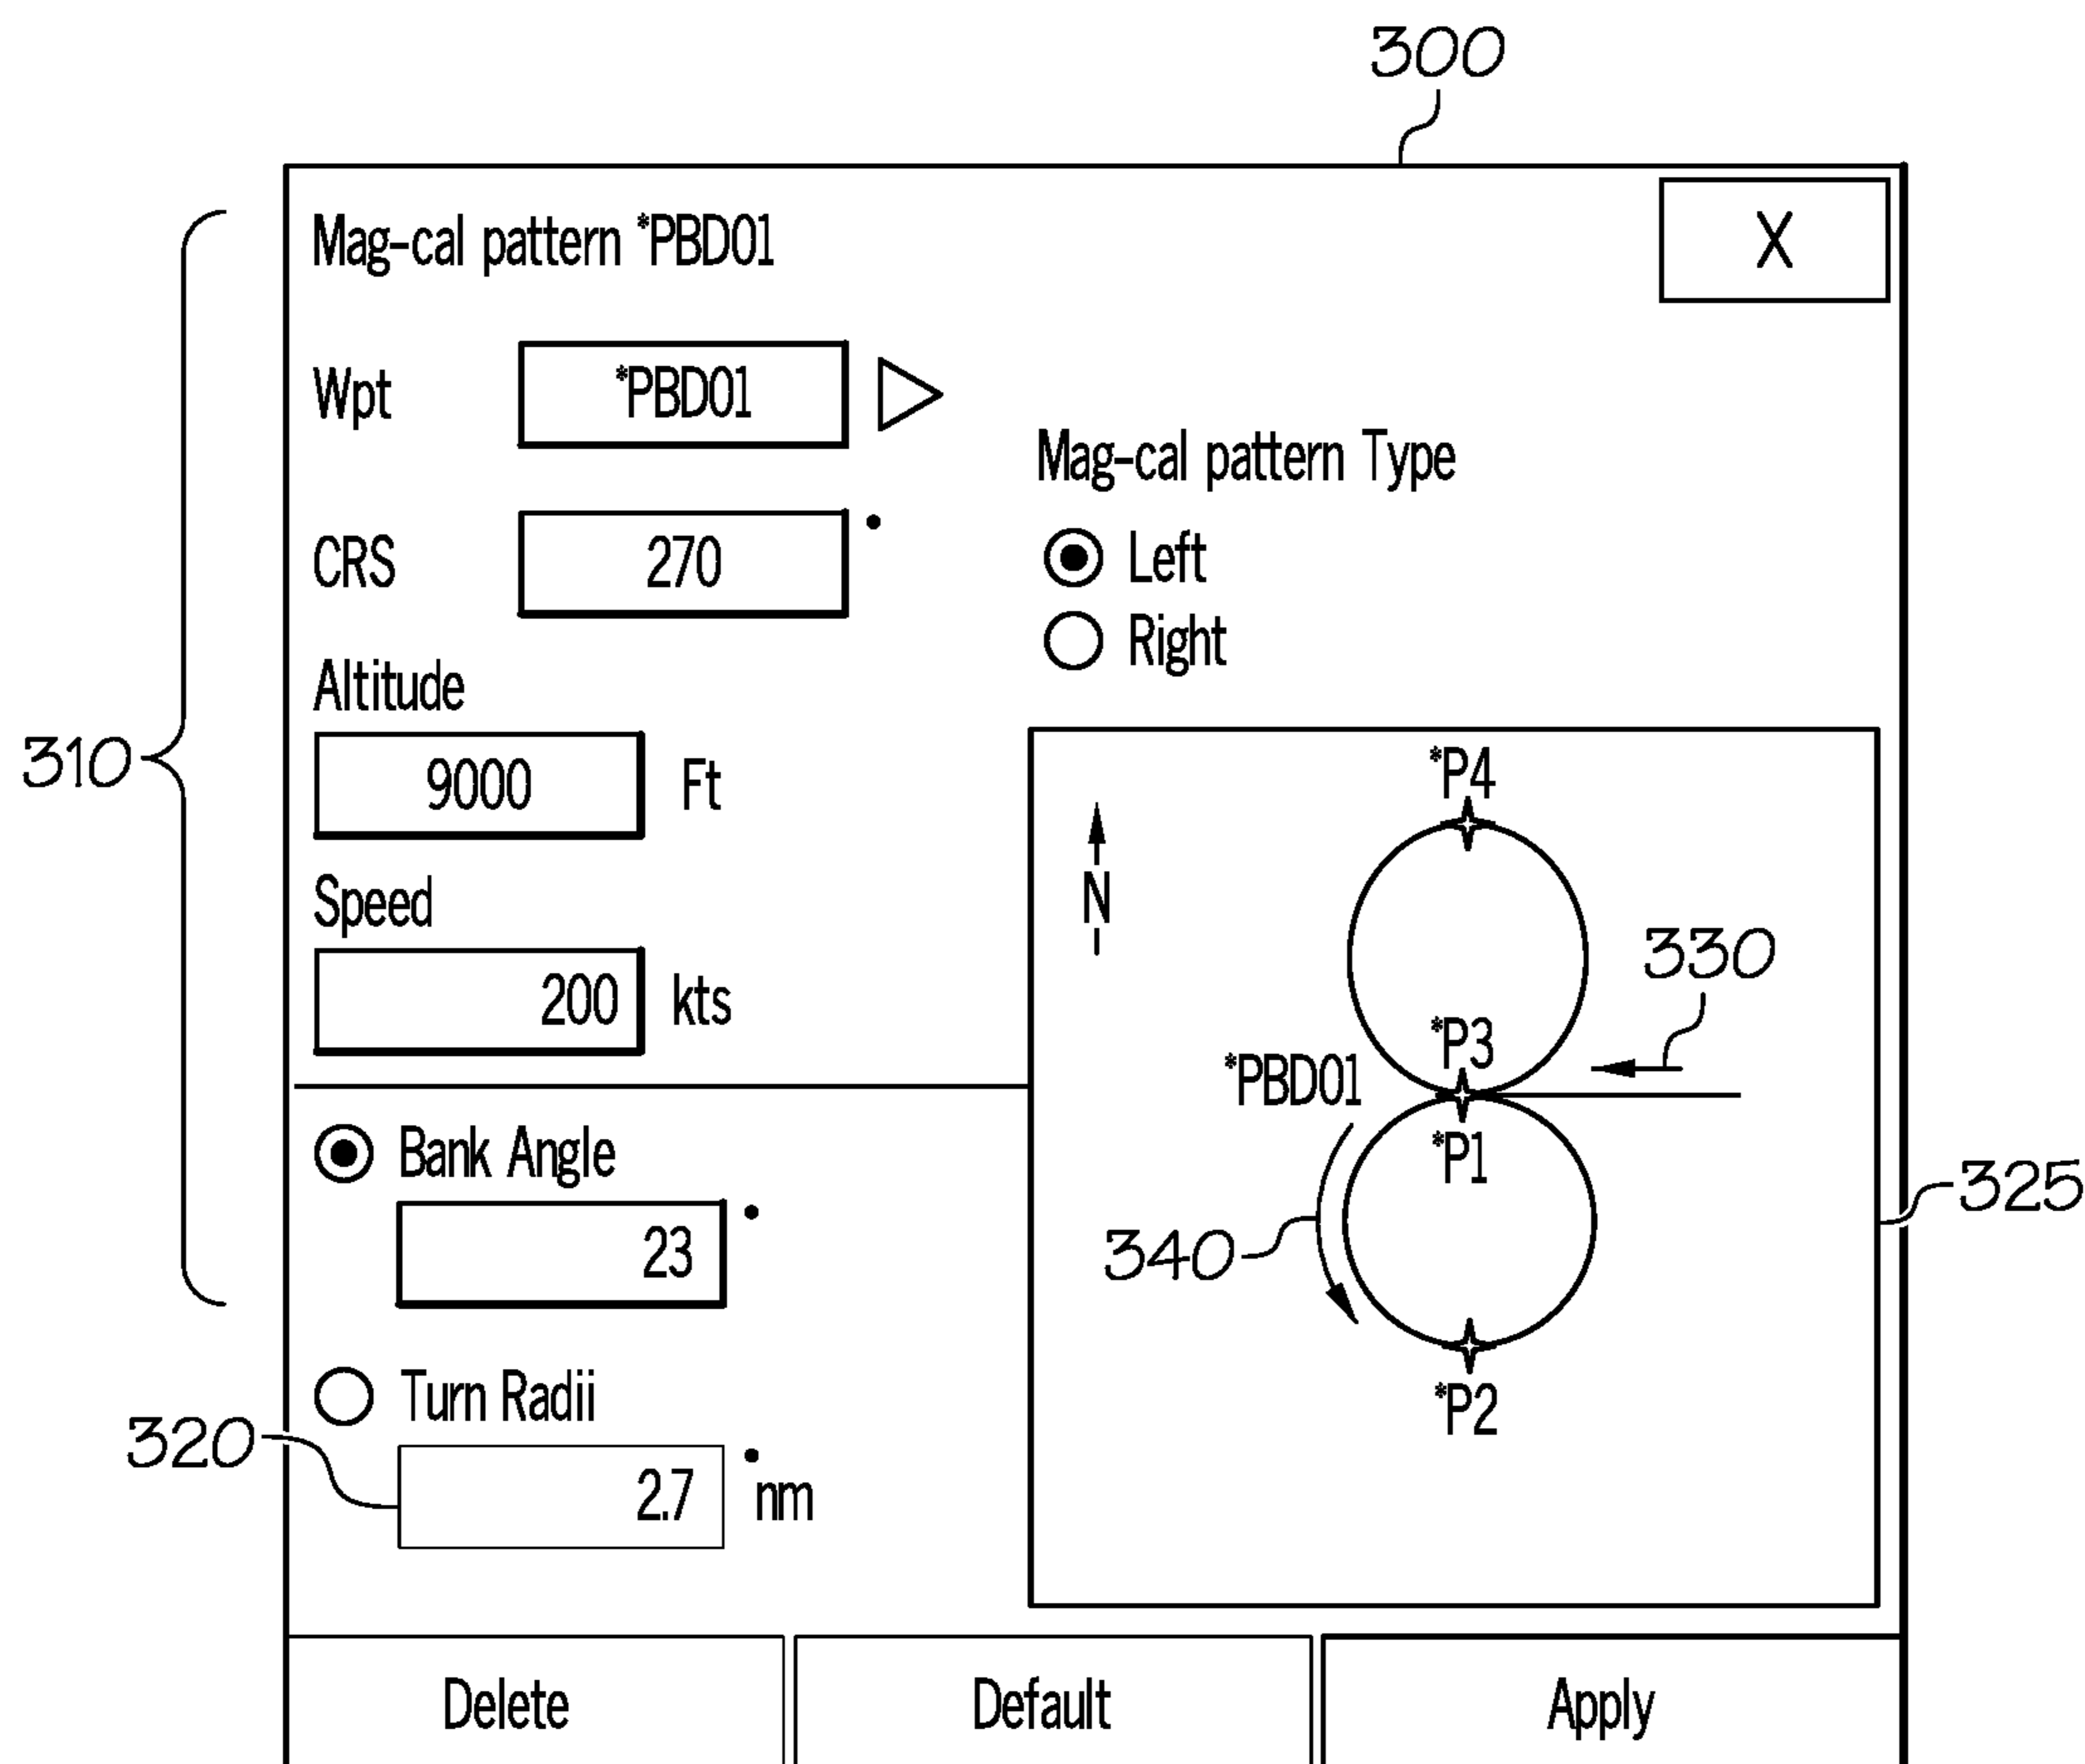 300
Mag-cal pattern *PBD01
X
Wpt *PBD01
CRS 270 °
Altitude
9000 Ft
Speed
200 kts
310
Bank Angle
23 °
Turn Radii
2.7 ° nm
320
Mag-cal pattern Type
Left
Right
*P4
N
330
*P3
*PBD01
*P1
340
325
*P2
Delete Default Apply